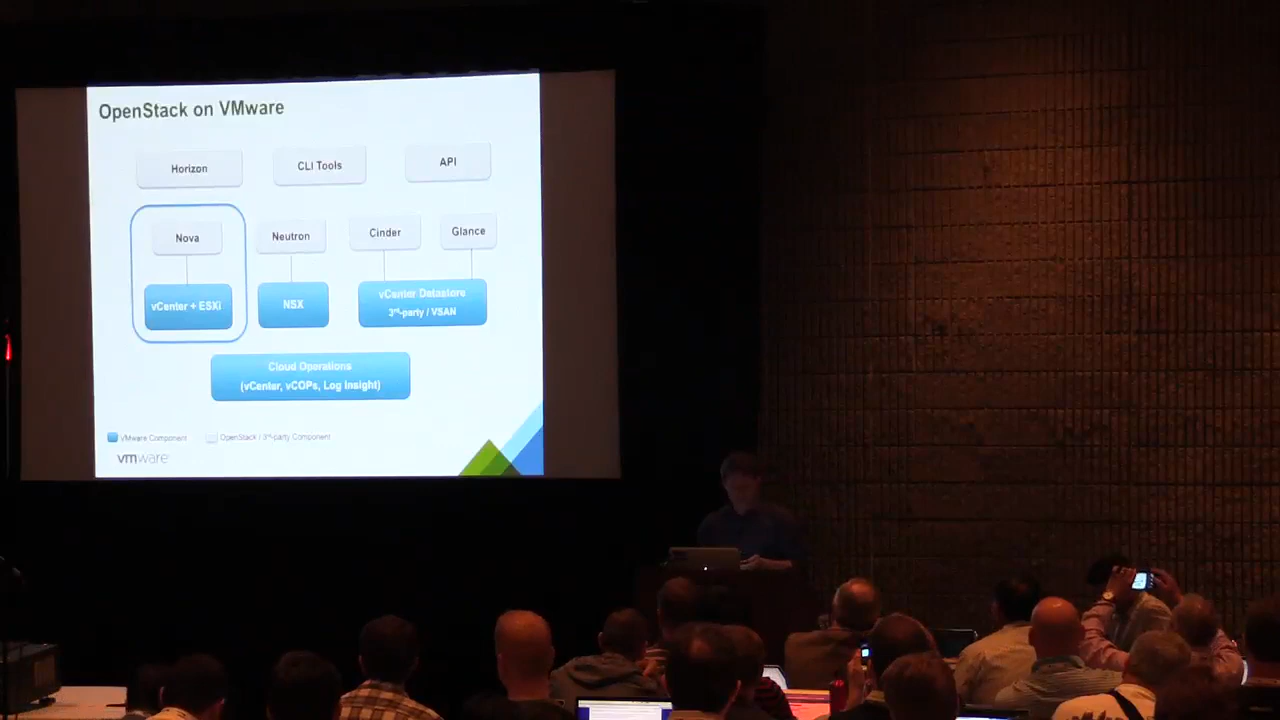 OpenStack on VMware
Horizon
CLI Tools
API
Nova
Neutron
Cinder
Glance
vCenter + ESXi
NSX
vCenter Datastore
3rd-party / VSAN
Cloud Operations
(vCenter, vCOPs, Log Insight)
VMware Component
OpenStack / 3rd-party Component
vmware